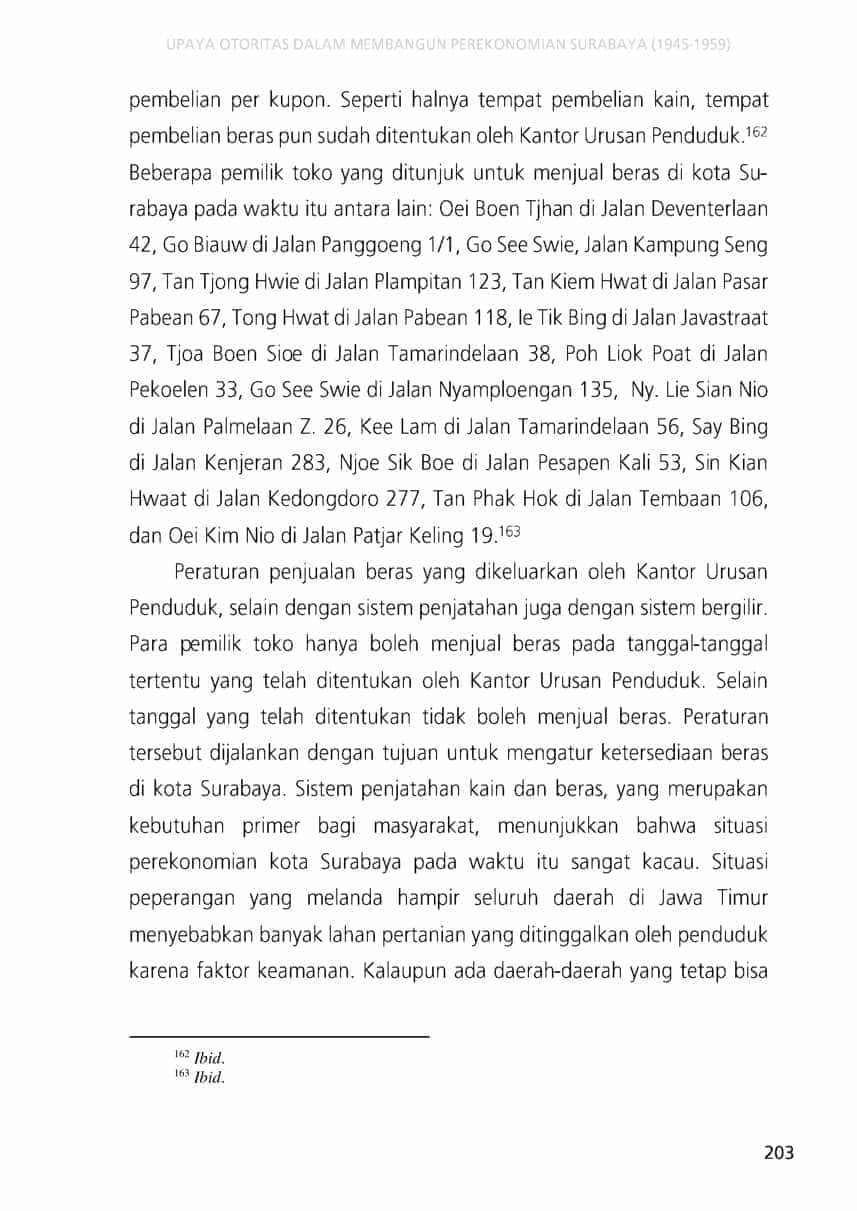 UPAYA OTORITAS DALAM MEMBANGUN PEREKONOMIAN SURABAYA (1945-1959)
pembelian per kupon. Seperti halnya tempat pembelian kain, tempat
pembelian beras pun sudah ditentukan oleh Kantor Urusan Penduduk.162
Beberapa pemilik toko yang ditunjuk untuk menjual beras di kota Su-
rabaya pada waktu itu antara lain: Oei Boen Tjhan di Jalan Deventerlaan
42, Go Biauw di Jalan Panggoeng 1/1, Go See Swie, Jalan Kampung Seng
97, Tan Tjong Hwie di Jalan Plampitan 123, Tan Kiem Hwat di Jalan Pasar
Pabean 67, Tong Hwat di Jalan Pabean 118, Ie Tik Bing di Jalan Javastraat
37, Tjoa Boen Sioe di Jalan Tamarindelaan 38, Poh Liok Poat di Jalan
Pekoelen 33, Go See Swie di Jalan Nyamploengan 135, Ny. Lie Sian Nio
di Jalan Palmelaan Z. 26, Kee Lam di Jalan Tamarindelaan 56, Say Bing
di Jalan Kenjeran 283, Njoe Sik Boe di Jalan Pesapen Kali 53, Sin Kian
Hwaat di Jalan Kedongdoro 277, Tan Phak Hok di Jalan Tembaan 106,
dan Oei Kim Nio di Jalan Patjar Keling 19.163
Peraturan penjualan beras yang dikeluarkan oleh Kantor Urusan
Penduduk, selain dengan sistem penjatahan juga dengan sistem bergilir.
Para pemilik toko hanya boleh menjual beras pada tanggal-tanggal
tertentu yang telah ditentukan oleh Kantor Urusan Penduduk. Selain
tanggal yang telah ditentukan tidak boleh menjual beras. Peraturan
tersebut dijalankan dengan tujuan untuk mengatur ketersediaan beras
di kota Surabaya. Sistem penjatahan kain dan beras, yang merupakan
kebutuhan primer bagi masyarakat, menunjukkan bahwa situasi
perekonomian kota Surabaya pada waktu itu sangat kacau. Situasi
peperangan yang melanda hampir seluruh daerah di Jawa Timur
menyebabkan banyak lahan pertanian yang ditinggalkan oleh penduduk
karena faktor keamanan. Kalaupun ada daerah-daerah yang tetap bisa
162 Ibid.
163 Ibid.
203